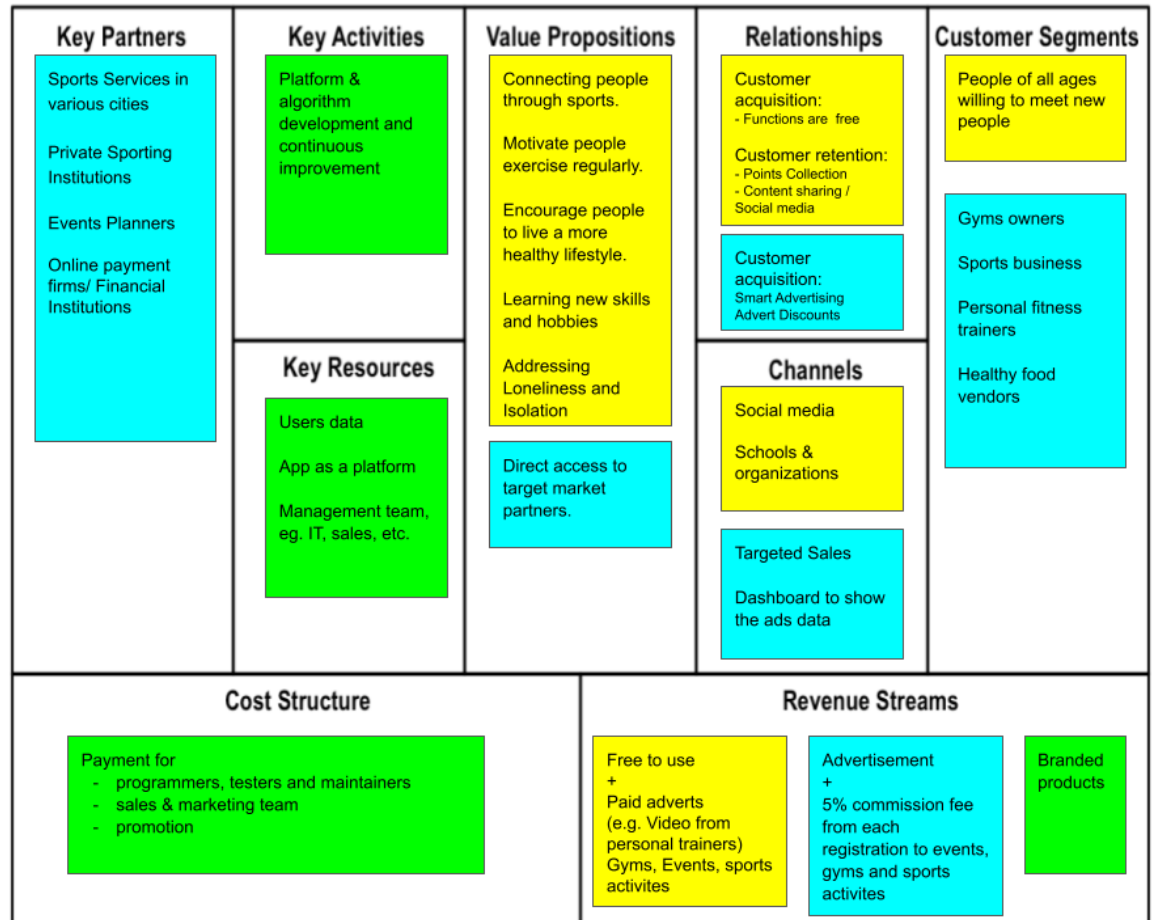 Key Partners
Sports Services in
various cities
Private Sporting
Institutions
Events Planners
Online payment
firms/ Financial
Institutions
Key Activities
Platform &
algorithm
development and
continuous
improvement
Key Resources
Users data
App as a platform
Management team,
eg. IT, sales, etc.
Value Propositions
Connecting people
through sports.
Motivate people
exercise regularly.
Encourage people
to live a more
healthy lifestyle.
Learning new skills
and hobbies
Addressing
Loneliness and
Isolation
Direct access to
target market
partners.
Relationships
Customer
acquisition:
- Functions are free
Customer retention:
- Points Collection
- Content sharing /
Social media
Customer
acquisition:
Smart Advertising
Advert Discounts
Channels
Social media
Schools &
organizations
Targeted Sales
Dashboard to show
the ads data
Customer Segments
People of all ages
willing to meet new
people
Gyms owners
Sports business
Personal fitness
trainers
Healthy food
vendors
Cost Structure
Payment for
- programmers, testers and maintainers
- sales & marketing team
- promotion
Revenue Streams
Free to use
+
Paid adverts
(e.g. Video from
personal trainers)
Gyms, Events, sports
activites
Advertisement
+
5% commission fee
from each
registration to events,
gyms and sports
activites
Branded
products